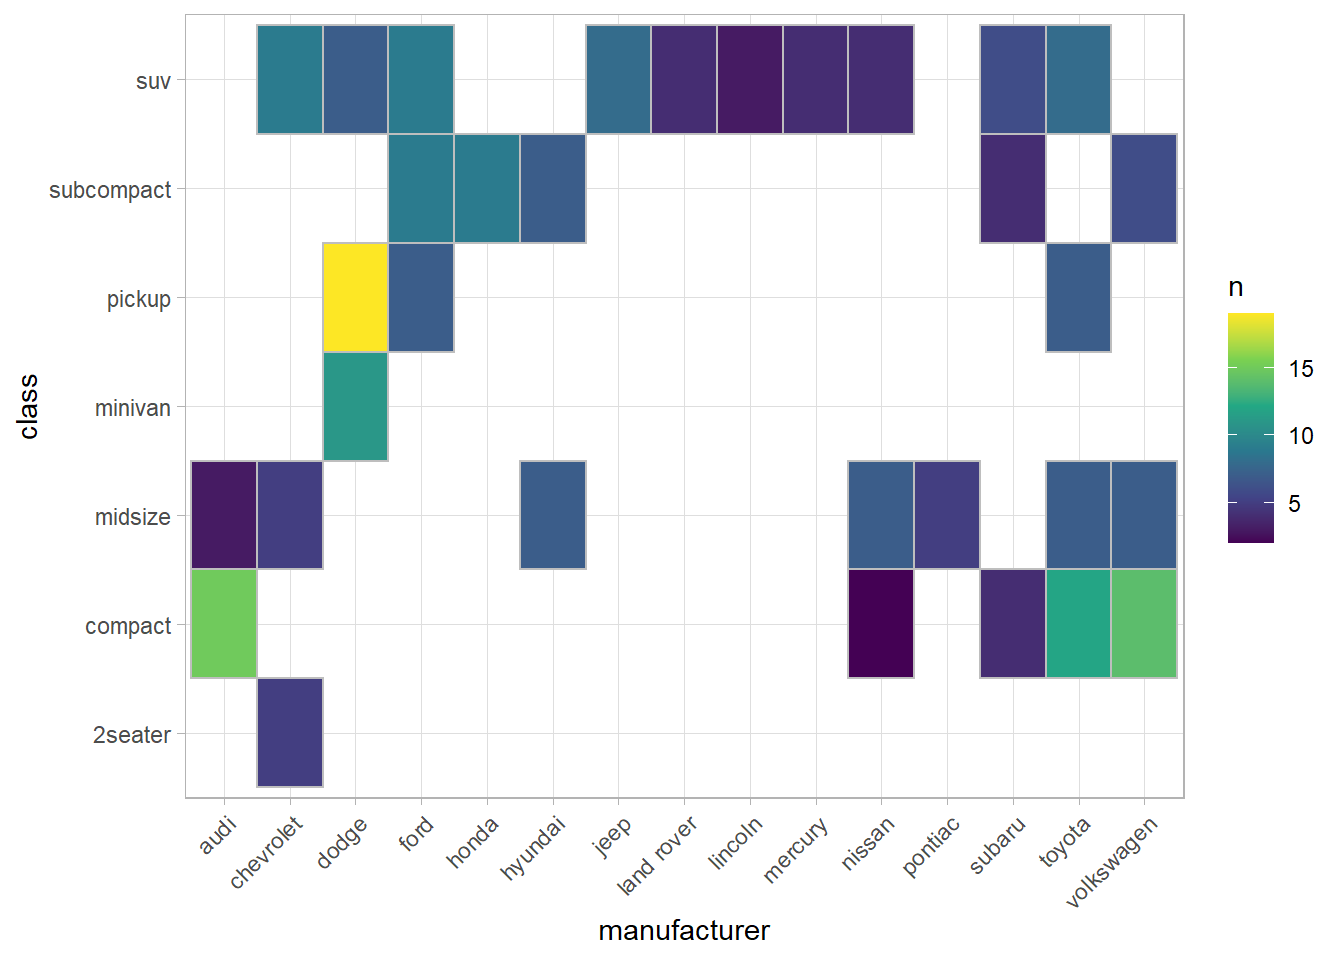 suv
subcompact
pickup
minivan
midsize
compact
2seater
class
audi
chevrolet
dodge
ford
honda
hyundai
jeep
land rover
lincoln
mercury
nissan
pontiac
subaru
toyota
volkswagen
manufacturer
n
15
10
5